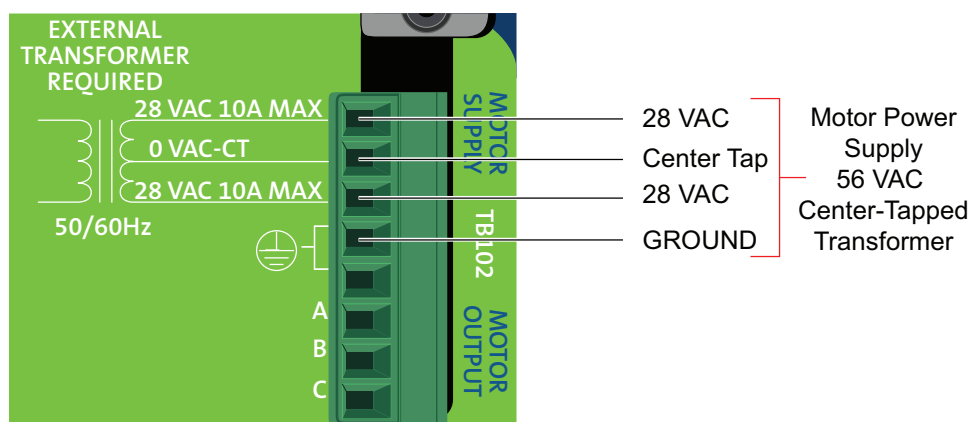 EXTERNAL
TRANSFORMER
REQUIRED
28 VAC 10A MAX
0 VAC-CT
28 VAC 10A MAX
50/60Hz
A
B
C
MOTOR
SUPPLY
TB102
MOTOR
OUTPUT
28 VAC
Center Tap
28 VAC
GROUND
Motor Power
Supply
56 VAC
Center-Tapped
Transformer